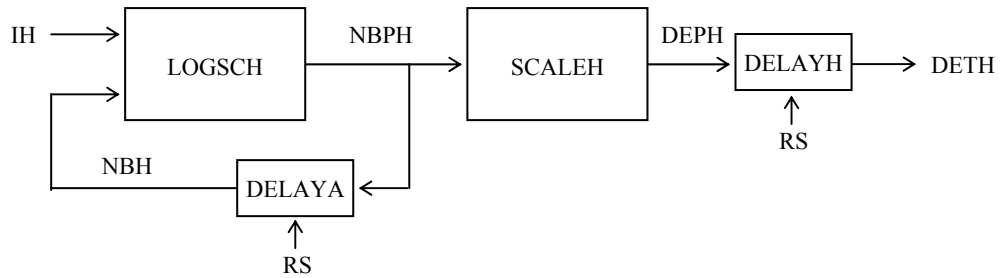 IH
LOGSCH
NBPH
SCALEH
DEPH
DELAYH
DETH
RS
NBH
DELAYA
RS